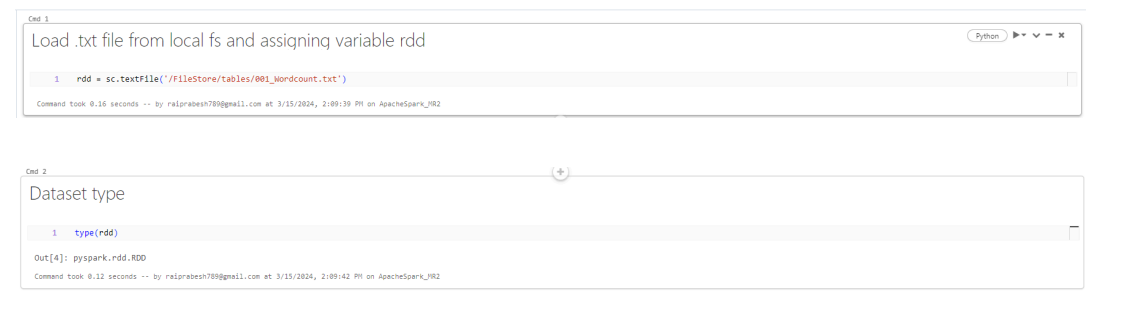 Cmd 1
Load .txt file from local fs and assigning variable rdd
Python
1 rdd = sc.textFile('/FileStore/tables/001_Wordcount.txt')
Command took 0.16 seconds -- by raiprabesh789@gmail.com at 3/15/2024, 2:09:39 PM on ApacheSpark_MR2
Cmd 2
Dataset type
1 type(rdd)
Out[4]: pyspark.rdd.RDD
Command took 0.12 seconds -- by raiprabesh789@gmail.com at 3/15/2024, 2:09:42 PM on ApacheSpark_MR2